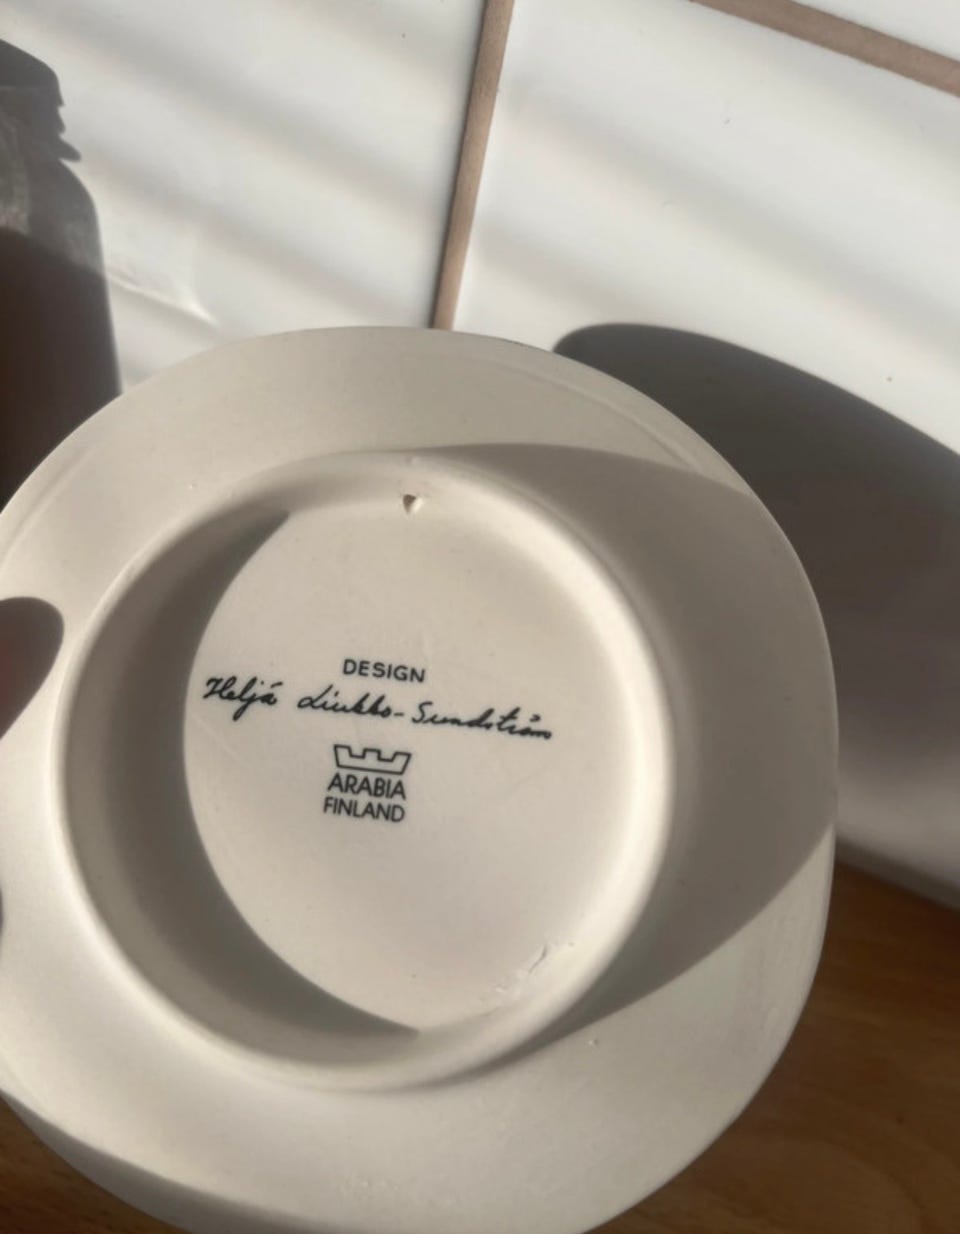 DESIGN
Heljä Liukko-Sundström
ARABIA
FINLAND